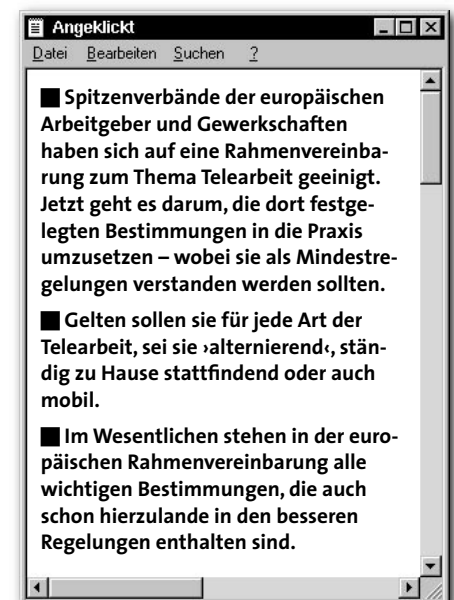 Angeklickt
Datei Bearbeiten Suchen ?
■ Spitzenverbände der europäischen
Arbeitgeber und Gewerkschaften
haben sich auf eine Rahmenvereinba-
rung zum Thema Telearbeit geeinigt.
Jetzt geht es darum, die dort festge-
legten Bestimmungen in die Praxis
umzusetzen – wobei sie als Mindestre-
gelungen verstanden werden sollten.
■ Gelten sollen sie für jede Art der
Telearbeit, sei sie ›alternierend‹, stän-
dig zu Hause stattfindend oder auch
mobil.
■ Im Wesentlichen stehen in der euro-
päischen Rahmenvereinbarung alle
wichtigen Bestimmungen, die auch
schon hierzulande in den besseren
Regelungen enthalten sind.